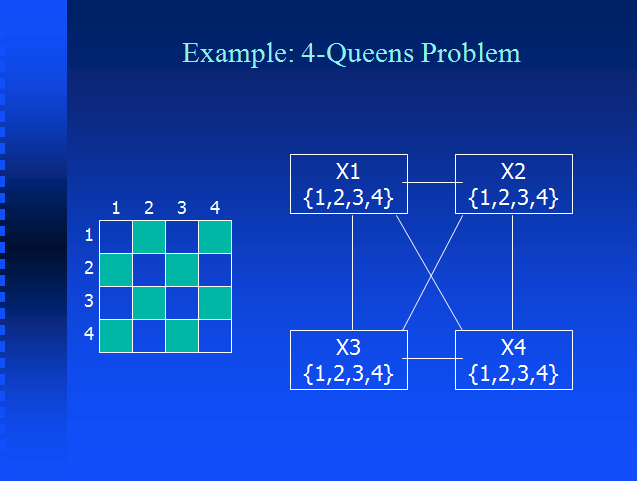 Example: 4-Queens Problem
X1
{1,2,3,4}
X2
{1,2,3,4}
1 2 3 4
1
2
3
4
X3
{1,2,3,4}
X4
{1,2,3,4}